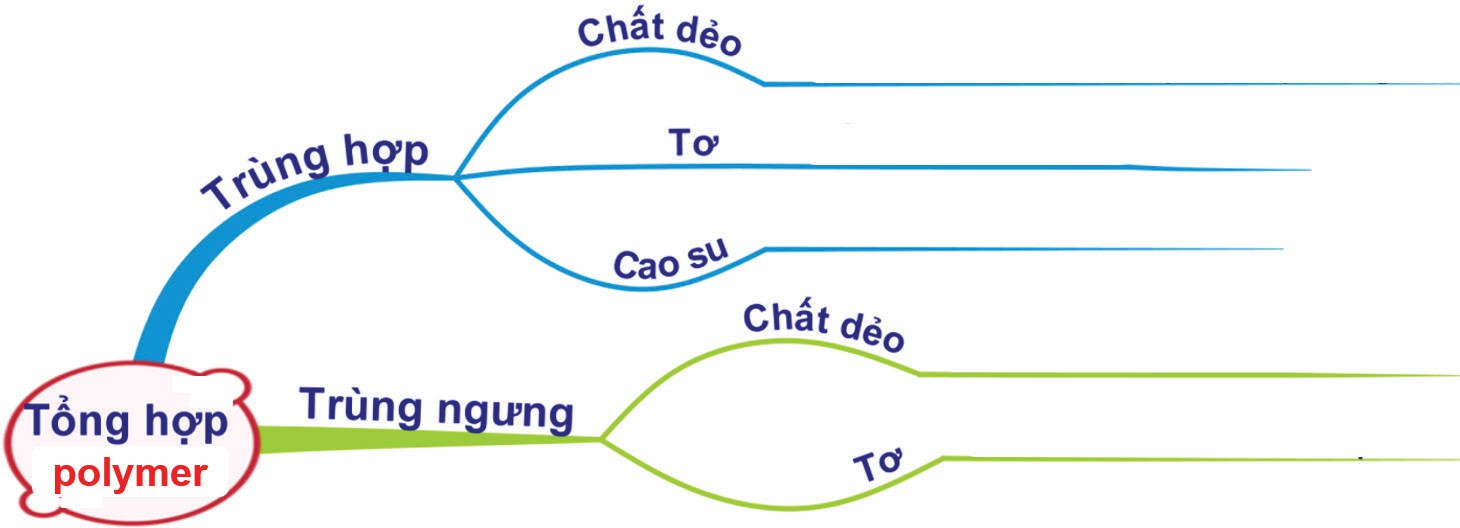 Chất dẻo
Tơ
Trùng hợp
Cao su
Chất dẻo
Trùng ngưng
Tổng hợp
polymer
Tơ